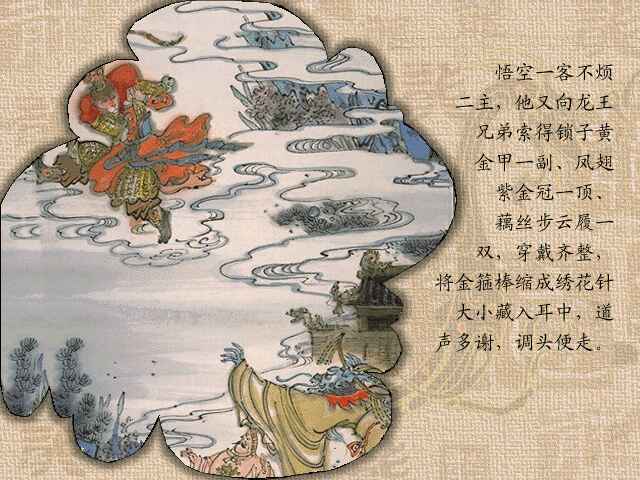 悟空一客不烦
二主，他又向龙王
兄弟索得锁子黄
金甲一副、凤翅
紫金冠一顶、
藕丝步云履一
双，穿戴齐整，
将金箍棒缩成绣花针
大小藏入耳中，道
声多谢，调头便走。